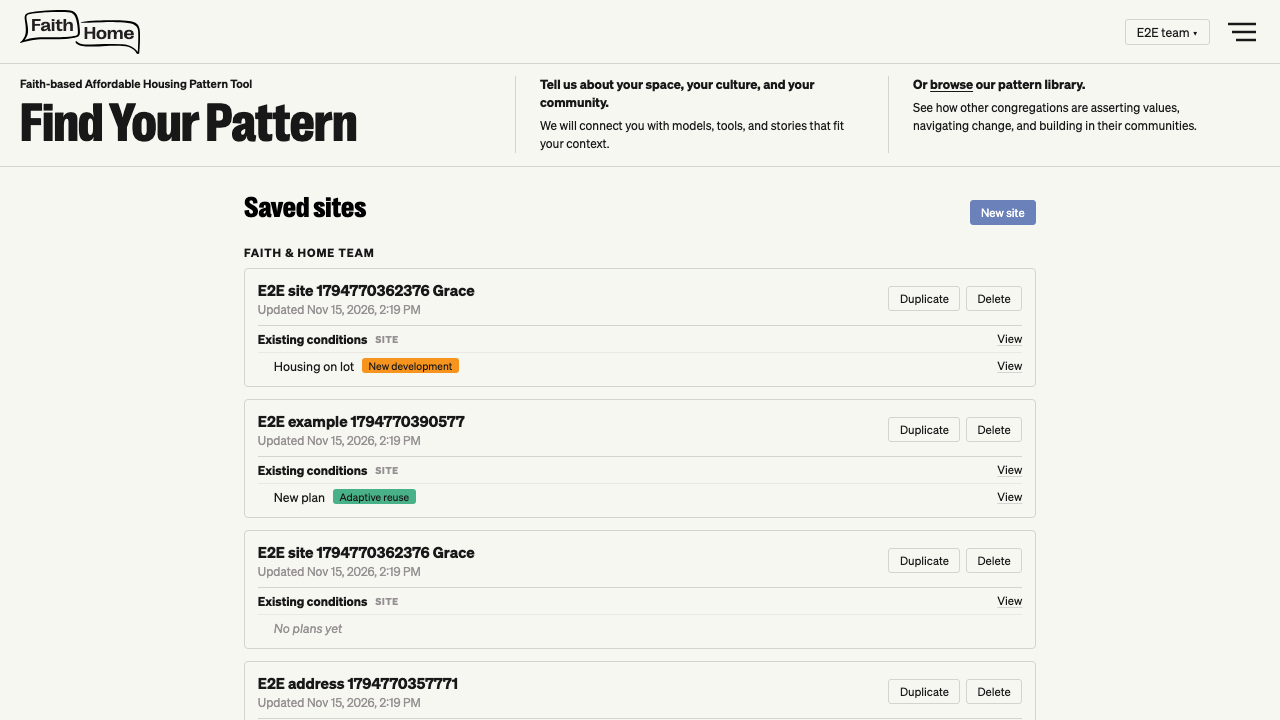 Faith
Home
E2E team ▾
Faith-based Affordable Housing Pattern Tool
Find Your Pattern
Tell us about your space, your culture, and your
community.
We will connect you with models, tools, and stories that fit
your context.
Or browse our pattern library.
See how other congregations are asserting values,
navigating change, and building in their communities.
Saved sites
New site
FAITH & HOME TEAM
E2E site 1794770362376 Grace
Updated Nov 15, 2026, 2:19 PM
Duplicate
Delete
Existing conditions SITE
View
Housing on lot New development
View
E2E example 1794770390577
Updated Nov 15, 2026, 2:19 PM
Duplicate
Delete
Existing conditions SITE
View
New plan Adaptive reuse
View
E2E site 1794770362376 Grace
Updated Nov 15, 2026, 2:19 PM
Duplicate
Delete
Existing conditions SITE
View
No plans yet
E2E address 1794770357771
Updated Nov 15, 2026, 2:19 PM
Duplicate
Delete